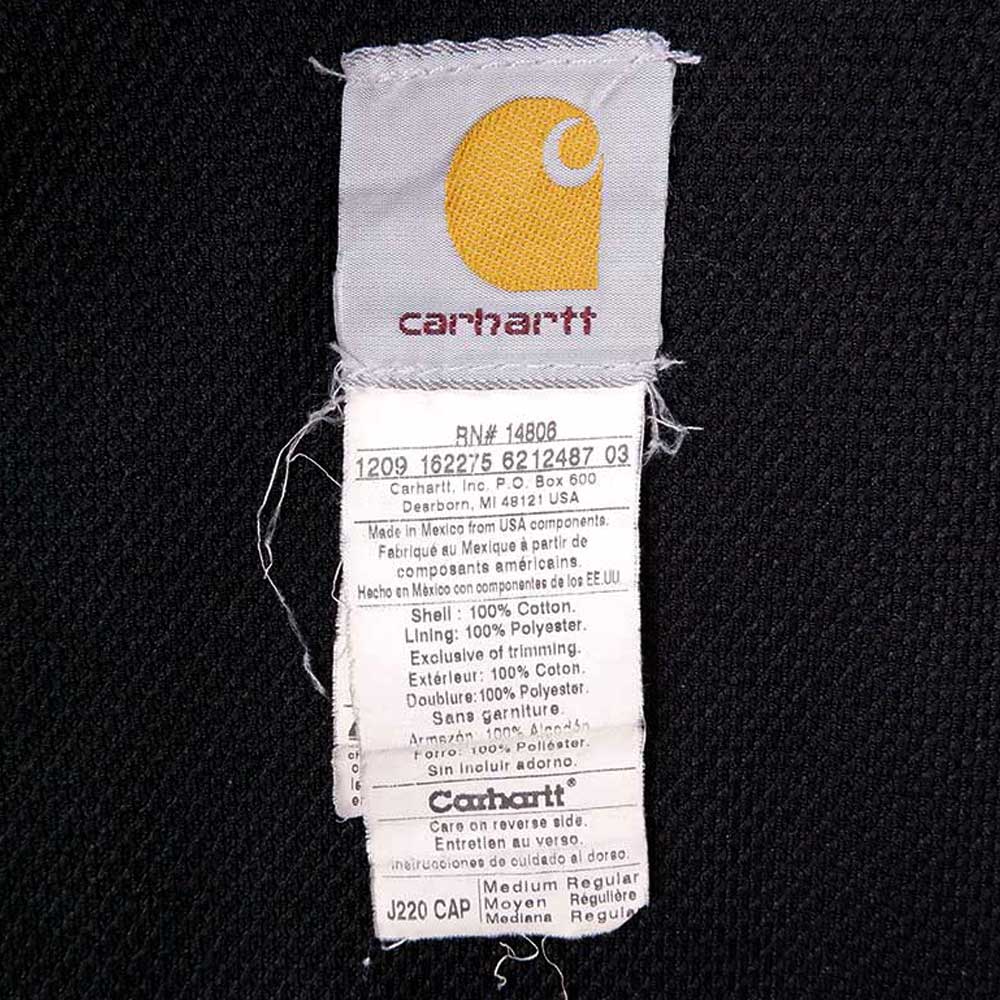 carhartt
RN# 14806
1209 162275 6212487 03
Carhartt, Inc. P.O. Box 600
Dearborn, MI 48121 USA
Made in Mexico from USA components.
Fabriqué au Mexique à partir de
composants américains.
Hecho en México con componentes de los EE.UU
Shell : 100% Cotton.
Lining: 100% Polyester.
Exclusive of trimming.
Extérieur: 100% Coton.
Doublure:100% Polyester.
Sans garniture.
Armazón: 100% Algodón
Forro: 100% Poliéster.
Sin incluir adorno.
Carhartt®
Care on reverse side.
Entretien au verso.
Instrucciones de cuidado al dorso.
J220 CAP
Medium Regular
Moyen Régulière
Mediana Regula